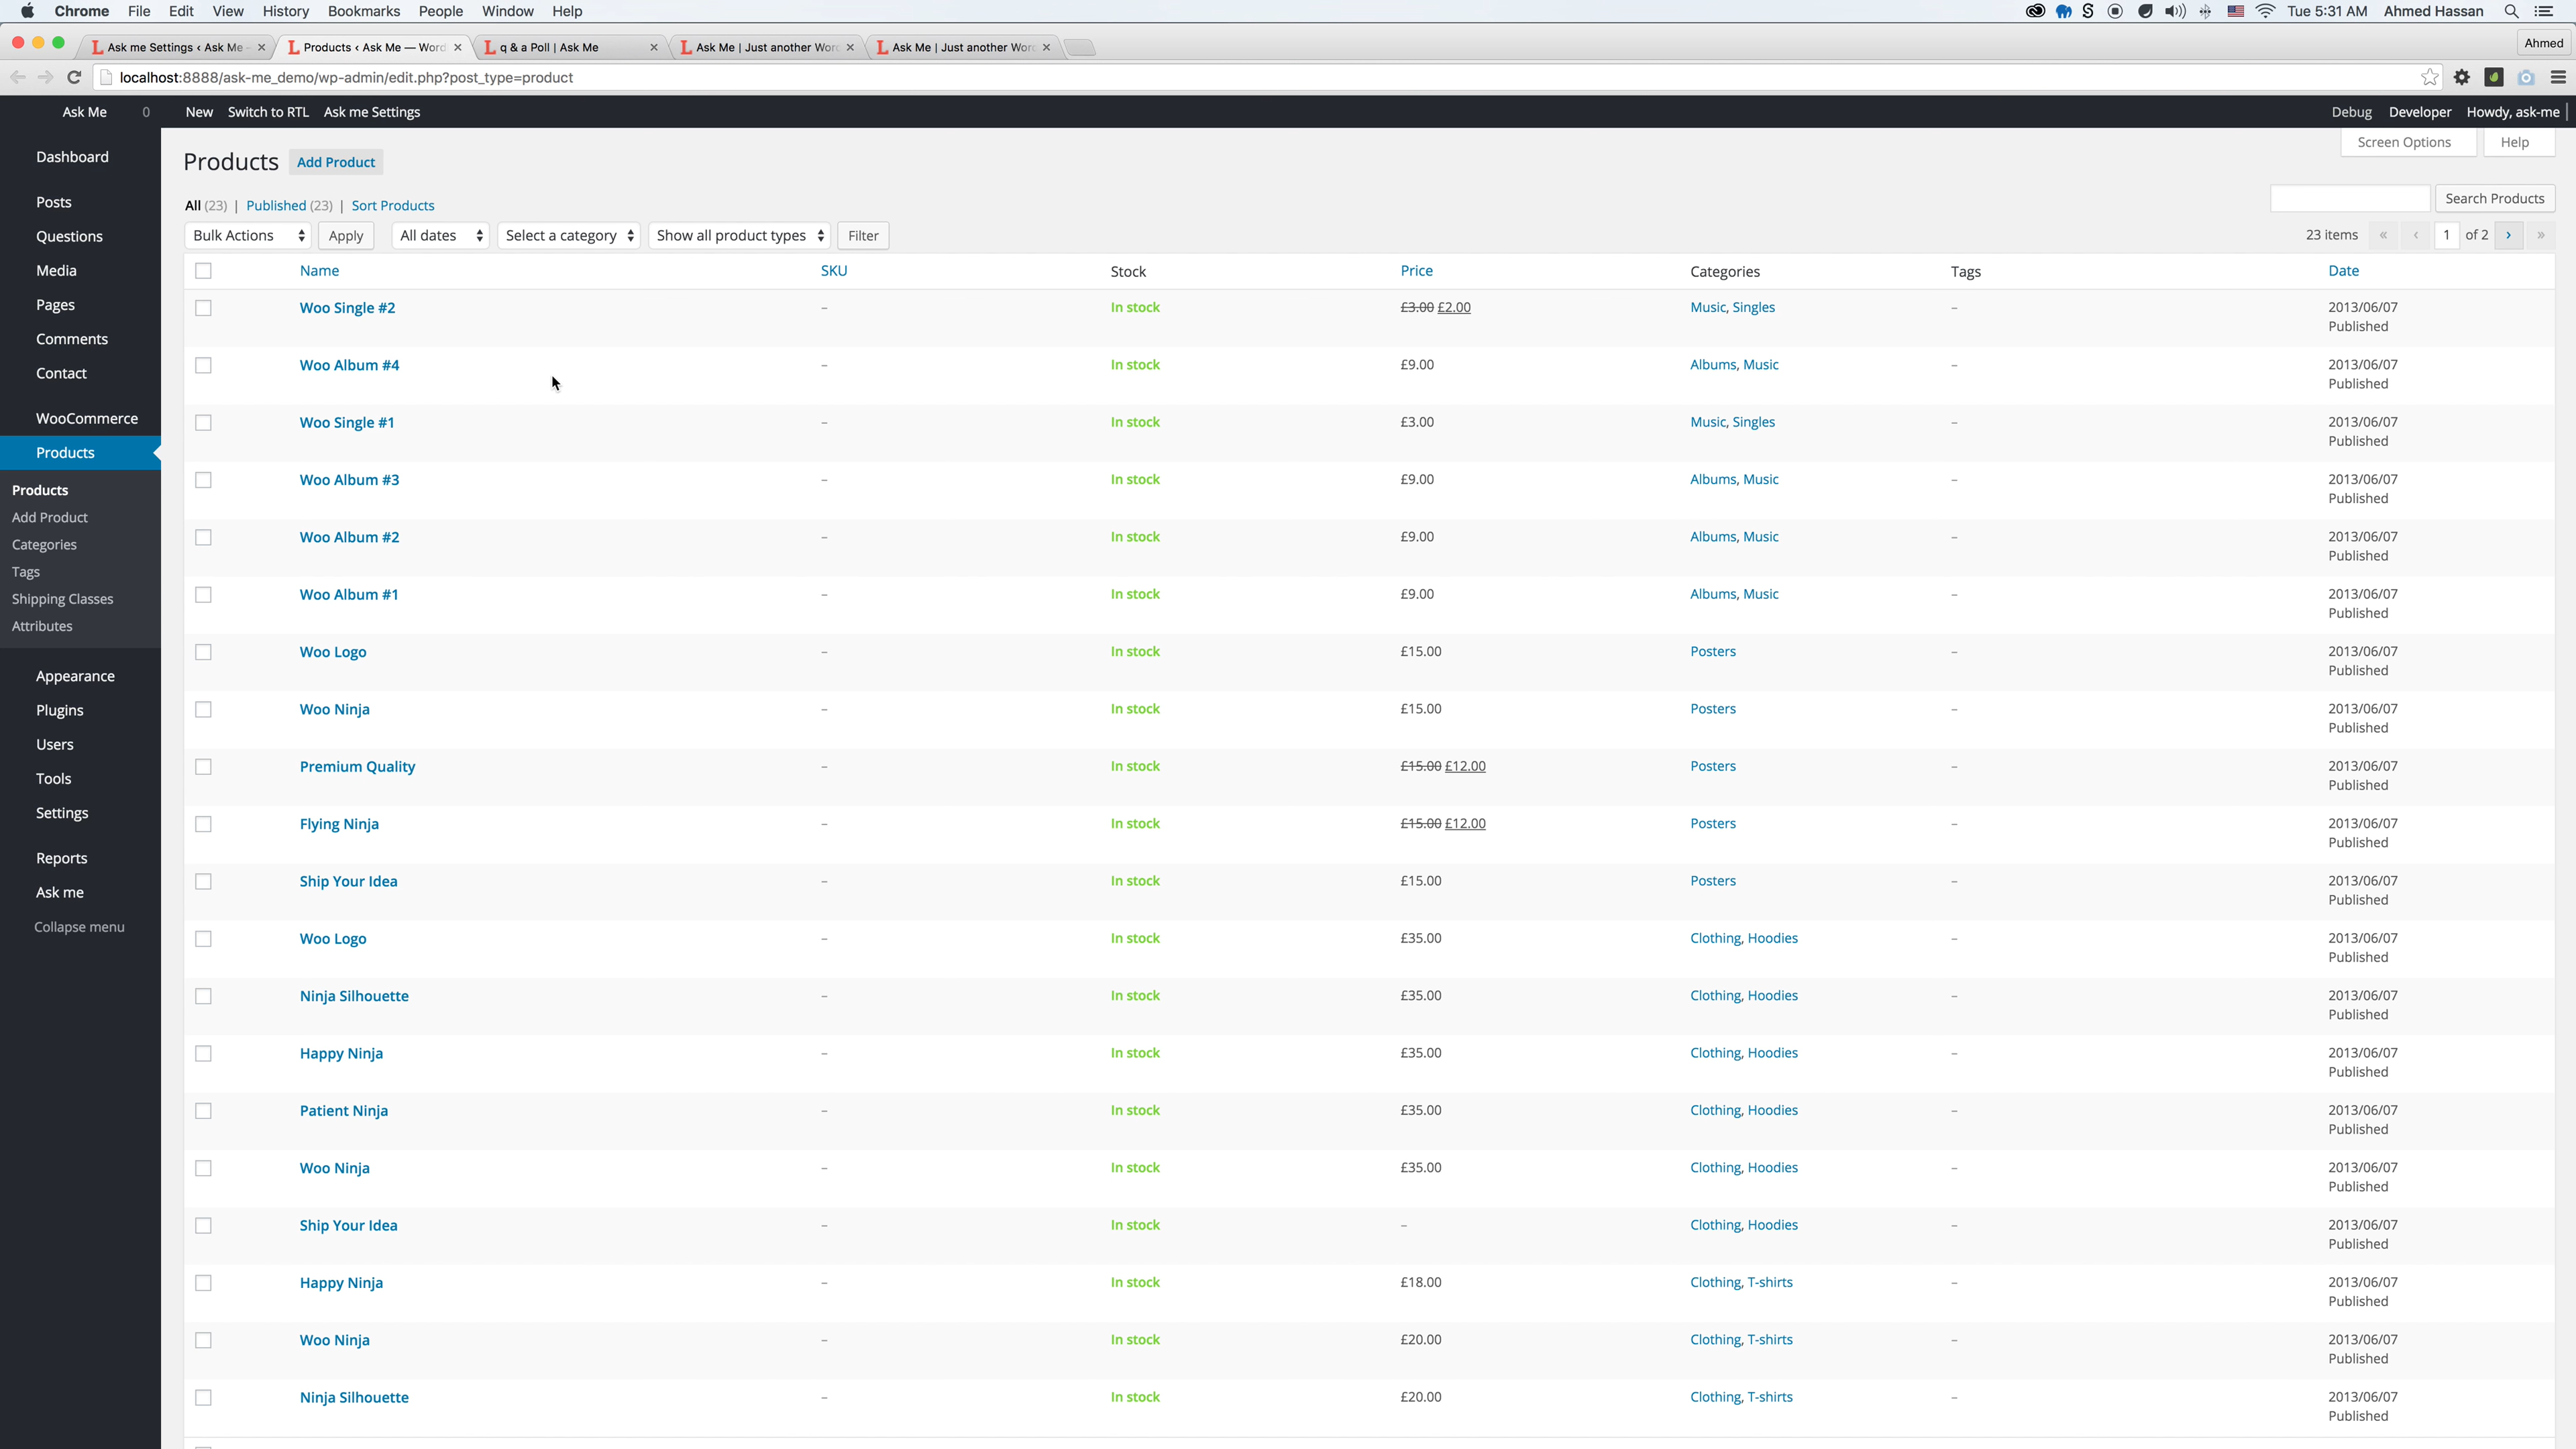 Chrome File Edit View History Bookmarks People Window Help Tue 5:31 AM Ahmed Hassan
Ask me Settings ‹ Ask Me - Products ‹ Ask Me — Word q & a Poll | Ask Me Ask Me | Just another Wor Ask Me | Just another Wor Ahmed
localhost:8888/ask-me_demo/wp-admin/edit.php?post_type=product
Ask Me 0 New Switch to RTL Ask me Settings Debug Developer Howdy, ask-me
Screen Options Help
Products Add Product
All (23) | Published (23) | Sort Products
Search Products
Bulk Actions Apply All dates Select a category Show all product types Filter 23 items « ‹ 1 of 2 › »
Dashboard
Posts
Questions
Media
Pages
Comments
Contact
WooCommerce
Products
Products
Add Product
Categories
Tags
Shipping Classes
Attributes
Appearance
Plugins
Users
Tools
Settings
Reports
Ask me
Collapse menu
Name SKU Stock Price Categories Tags Date
Woo Single #2 – In stock £3.00 £2.00 Music, Singles – 2013/06/07
Published
Woo Album #4 – In stock £9.00 Albums, Music – 2013/06/07
Published
Woo Single #1 – In stock £3.00 Music, Singles – 2013/06/07
Published
Woo Album #3 – In stock £9.00 Albums, Music – 2013/06/07
Published
Woo Album #2 – In stock £9.00 Albums, Music – 2013/06/07
Published
Woo Album #1 – In stock £9.00 Albums, Music – 2013/06/07
Published
Woo Logo – In stock £15.00 Posters – 2013/06/07
Published
Woo Ninja – In stock £15.00 Posters – 2013/06/07
Published
Premium Quality – In stock £15.00 £12.00 Posters – 2013/06/07
Published
Flying Ninja – In stock £15.00 £12.00 Posters – 2013/06/07
Published
Ship Your Idea – In stock £15.00 Posters – 2013/06/07
Published
Woo Logo – In stock £35.00 Clothing, Hoodies – 2013/06/07
Published
Ninja Silhouette – In stock £35.00 Clothing, Hoodies – 2013/06/07
Published
Happy Ninja – In stock £35.00 Clothing, Hoodies – 2013/06/07
Published
Patient Ninja – In stock £35.00 Clothing, Hoodies – 2013/06/07
Published
Woo Ninja – In stock £35.00 Clothing, Hoodies – 2013/06/07
Published
Ship Your Idea – In stock – Clothing, Hoodies – 2013/06/07
Published
Happy Ninja – In stock £18.00 Clothing, T-shirts – 2013/06/07
Published
Woo Ninja – In stock £20.00 Clothing, T-shirts – 2013/06/07
Published
Ninja Silhouette – In stock £20.00 Clothing, T-shirts – 2013/06/07
Published